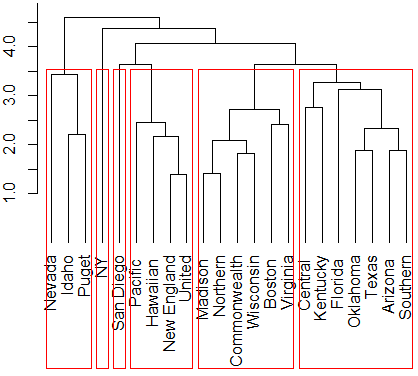 4.0
3.0
2.0
1.0
Nevada
Idaho
Puget
NY
San Diego
Pacific
Hawaiian
New England
United
Madison
Northern
Commonwealth
Wisconsin
Boston
Virginia
Central
Kentucky
Florida
Oklahoma
Texas
Arizona
Southern